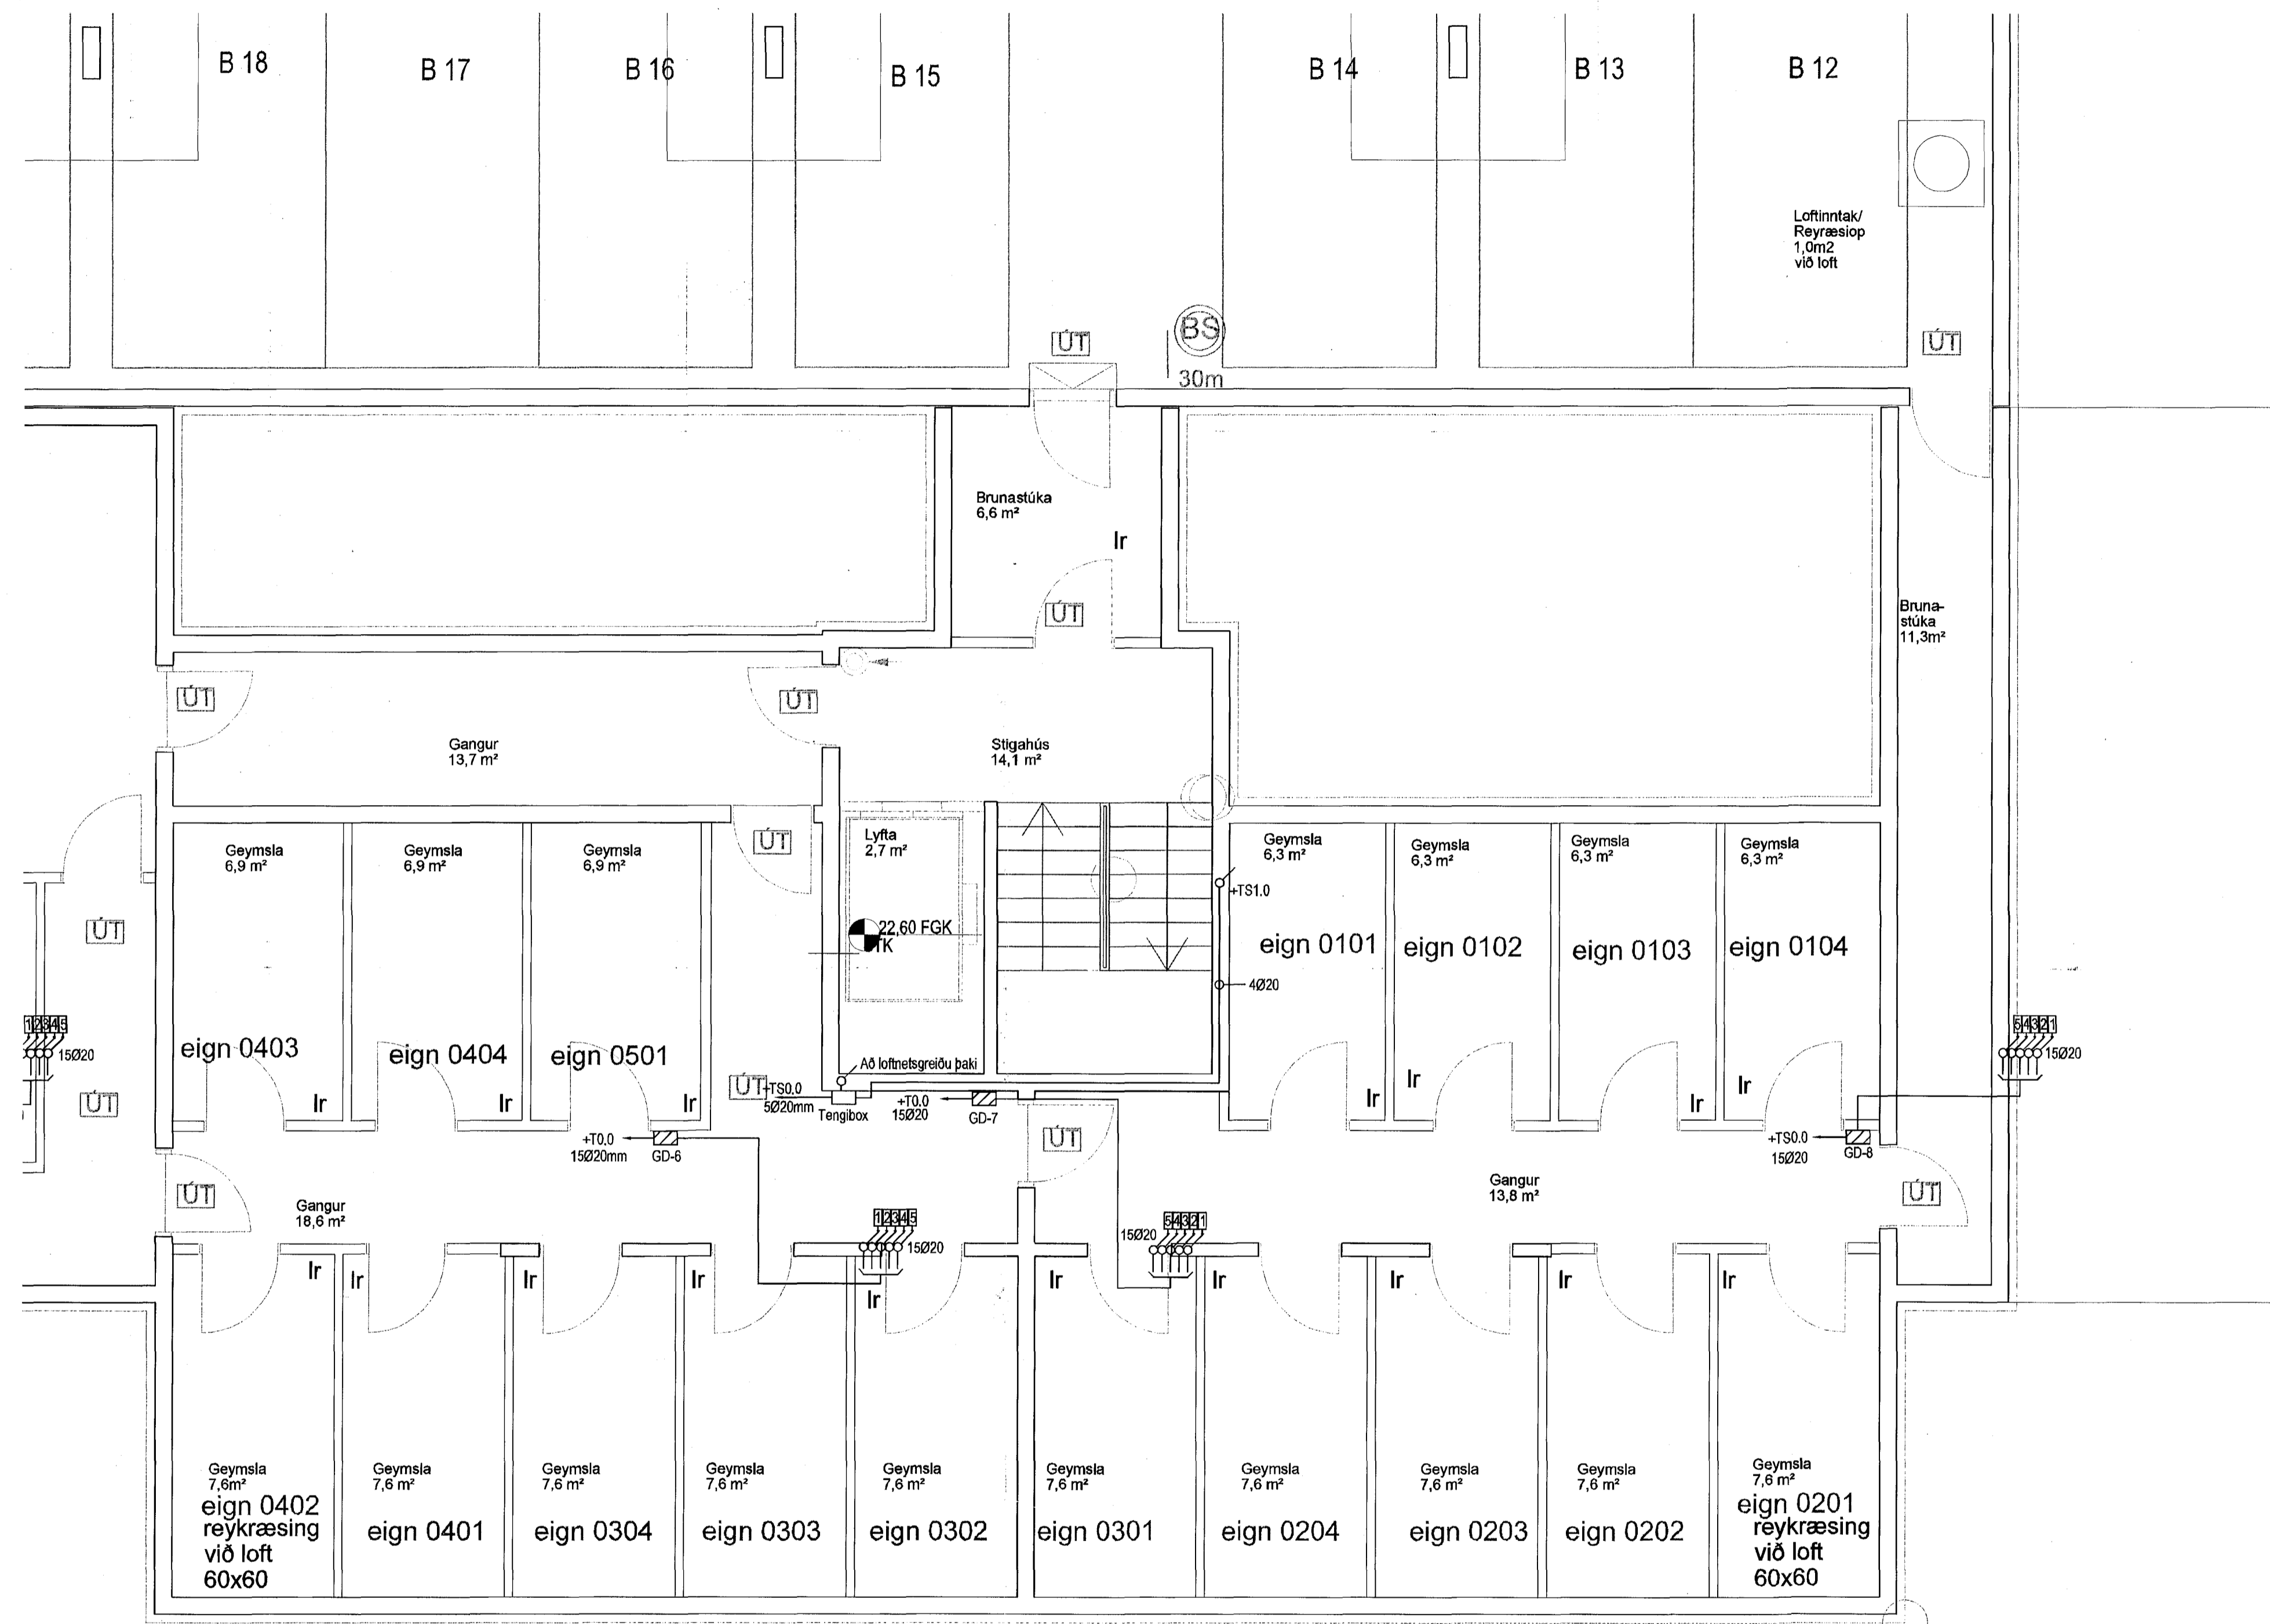 B 18
B 17
B 16
B 15
B 14
B 13
B 12
Loftinntak/
Reyræsiop
1,0m2
við loft
ÚT
BS
30m
ÚT
Brunastúka
6,6 m²
Ir
ÚT
Bruna-
stúka
11,3m²
ÚT
ÚT
Gangur
13,7 m²
Stigahús
14,1 m²
Geymsla
6,9 m²
Geymsla
6,9 m²
Geymsla
6,9 m²
ÚT
Lyfta
2,7 m²
Geymsla
6,3 m²
Geymsla
6,3 m²
Geymsla
6,3 m²
Geymsla
6,3 m²
+TS1.0
ÚT
22,60 FGK
TK
eign 0101
eign 0102
eign 0103
eign 0104
4Ø20
12345
15Ø20
eign 0403
eign 0404
eign 0501
54321
15Ø20
Að loftnetsgreiðu þaki
ÚT
Ir
Ir
Ir
ÚT
+TS0.0
5Ø20mm
Tengibox
+T0.0
15Ø20
GD-7
Ir
Ir
Ir
Ir
+T0.0
15Ø20mm
GD-6
ÚT
+TS0.0
15Ø20
GD-8
ÚT
Gangur
18,6 m²
Gangur
13,8 m²
ÚT
12345
15Ø20
54321
15Ø20
Ir
Ir
Ir
Ir
Ir
Ir
Ir
Ir
Ir
Geymsla
7,6m²
eign 0402
reykræsing
við loft
60x60
Geymsla
7,6 m²
eign 0401
Geymsla
7,6 m²
eign 0304
Geymsla
7,6 m²
eign 0303
Geymsla
7,6 m²
eign 0302
Geymsla
7,6 m²
eign 0301
Geymsla
7,6 m²
eign 0204
Geymsla
7,6 m²
eign 0203
Geymsla
7,6 m²
eign 0202
Geymsla
7,6 m²
eign 0201
reykræsing
við loft
60x60